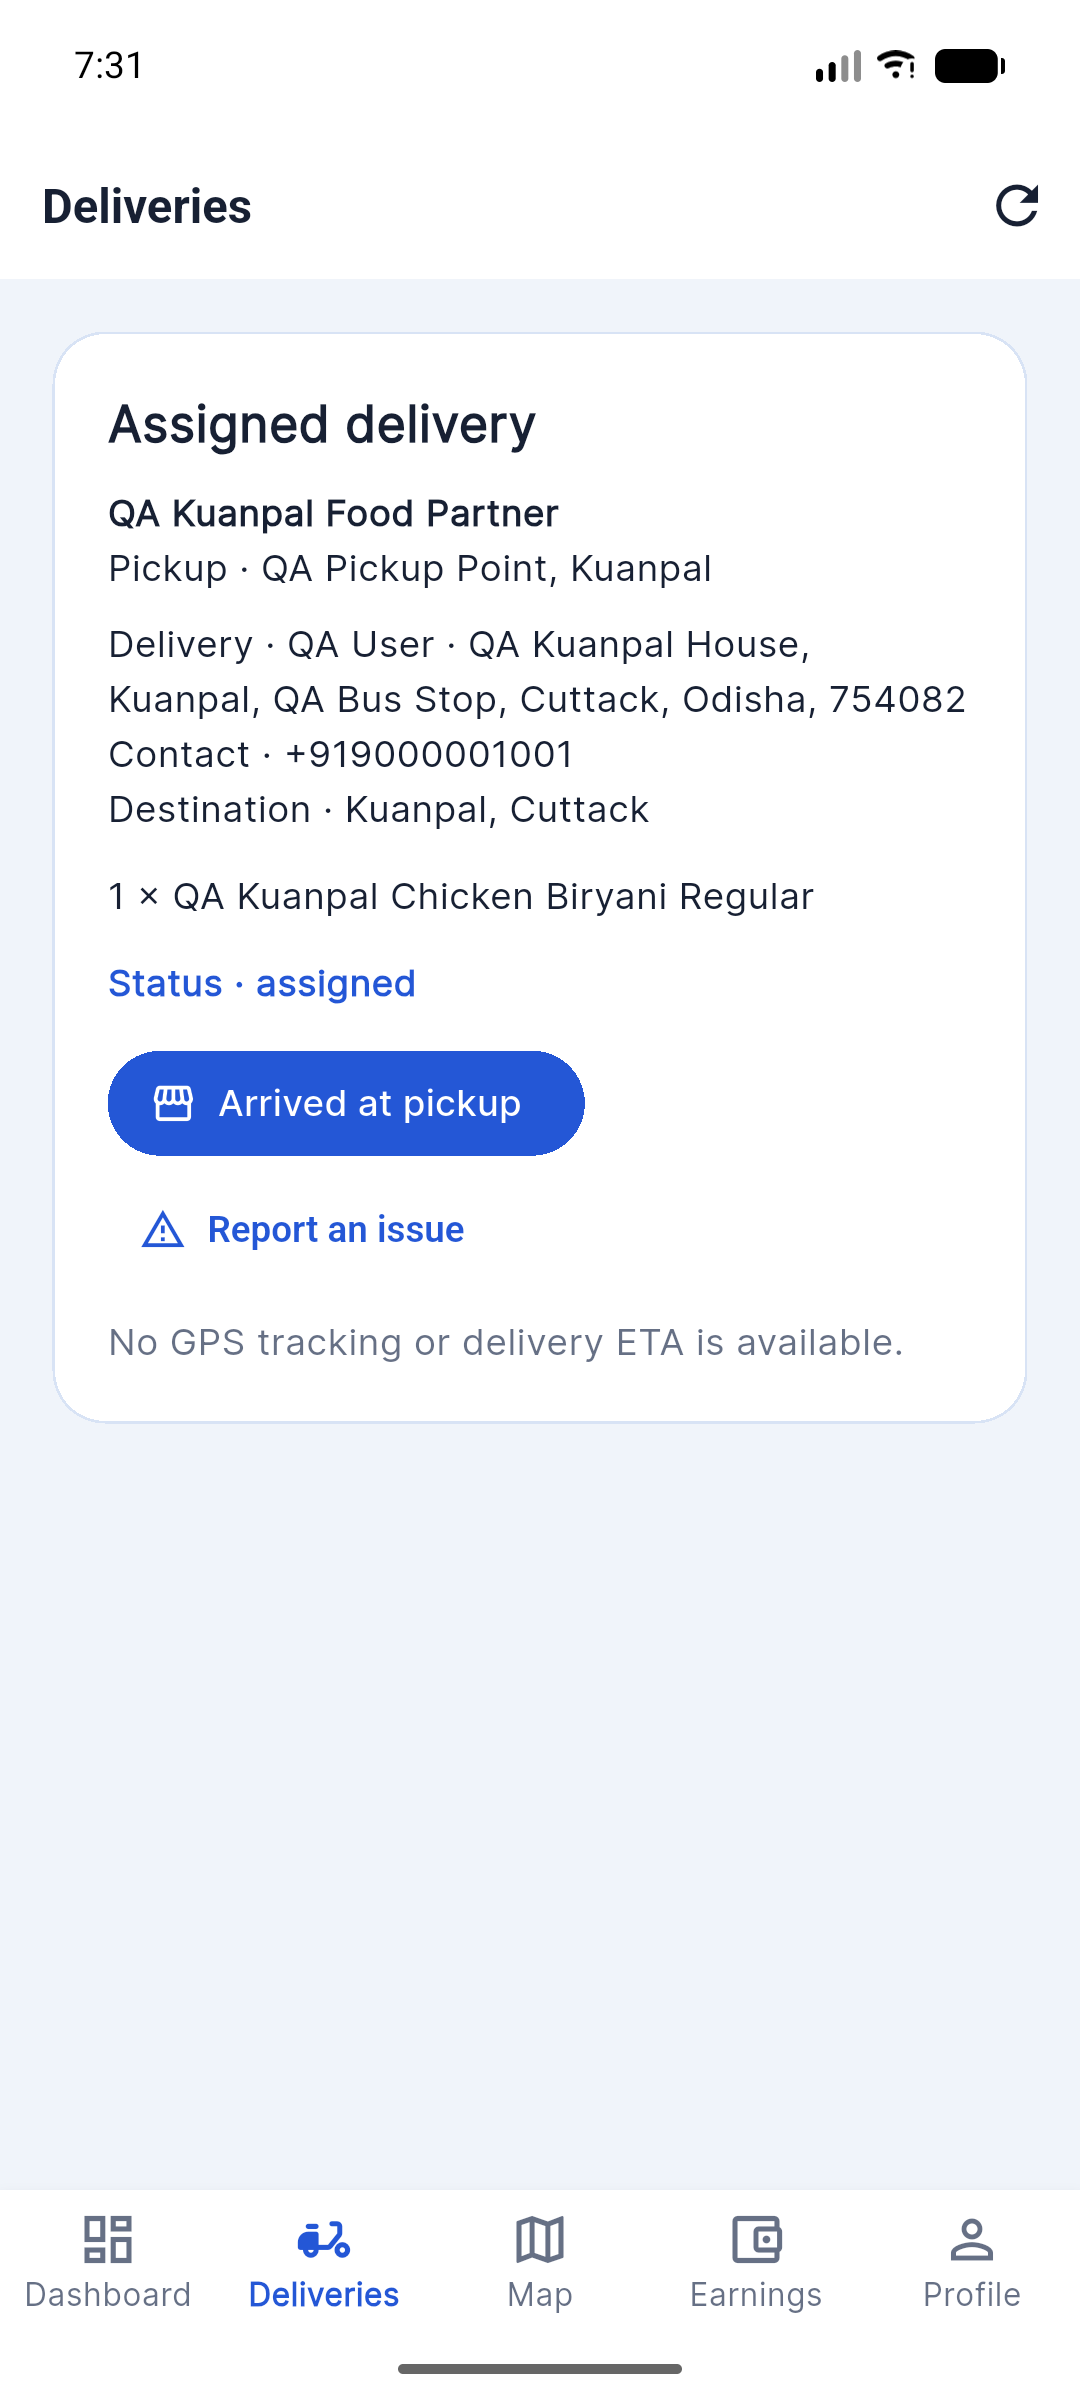 7:31
Deliveries
Assigned delivery
QA Kuanpal Food Partner
Pickup · QA Pickup Point, Kuanpal
Delivery · QA User · QA Kuanpal House,
Kuanpal, QA Bus Stop, Cuttack, Odisha, 754082
Contact · +919000001001
Destination · Kuanpal, Cuttack
1 × QA Kuanpal Chicken Biryani Regular
Status · assigned
Arrived at pickup
Report an issue
No GPS tracking or delivery ETA is available.
Dashboard
Deliveries
Map
Earnings
Profile